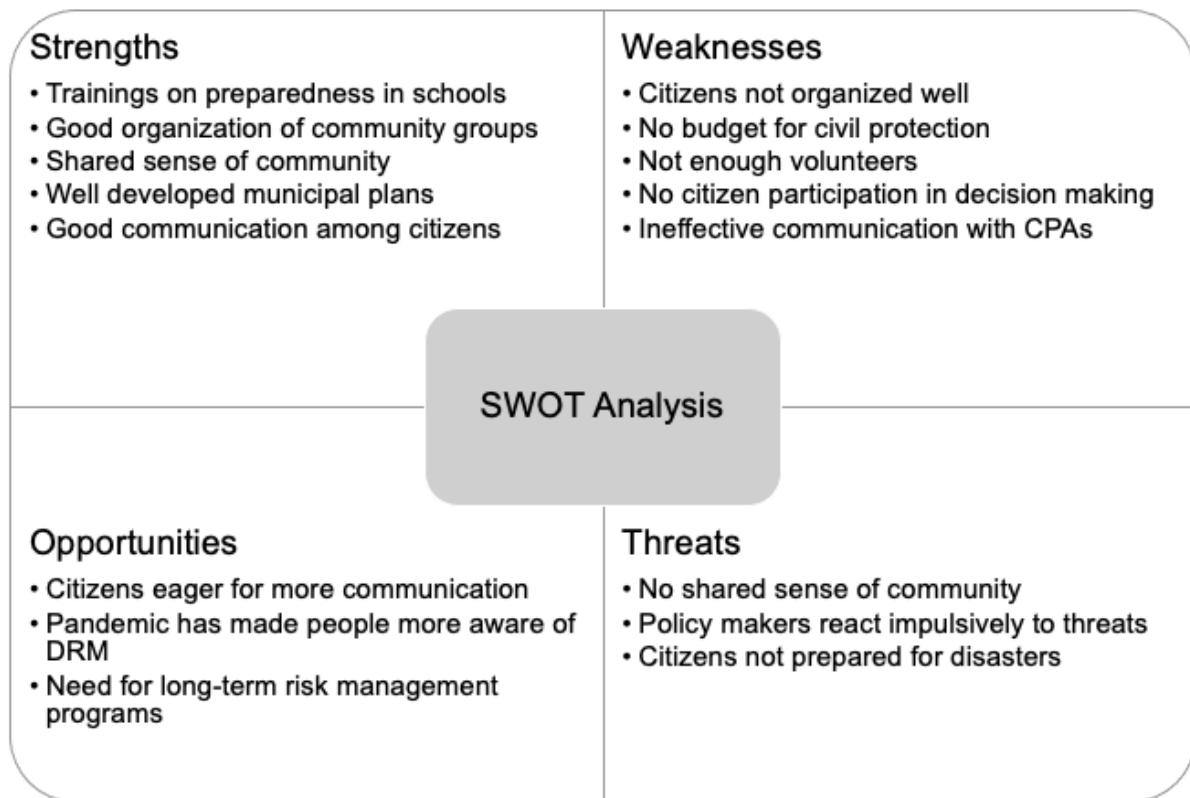 Strengths
• Trainings on preparedness in schools
• Good organization of community groups
• Shared sense of community
• Well developed municipal plans
• Good communication among citizens
Weaknesses
• Citizens not organized well
• No budget for civil protection
• Not enough volunteers
• No citizen participation in decision making
• Ineffective communication with CPAs
SWOT Analysis
Opportunities
• Citizens eager for more communication
• Pandemic has made people more aware of
DRM
• Need for long-term risk management
programs
Threats
• No shared sense of community
• Policy makers react impulsively to threats
• Citizens not prepared for disasters